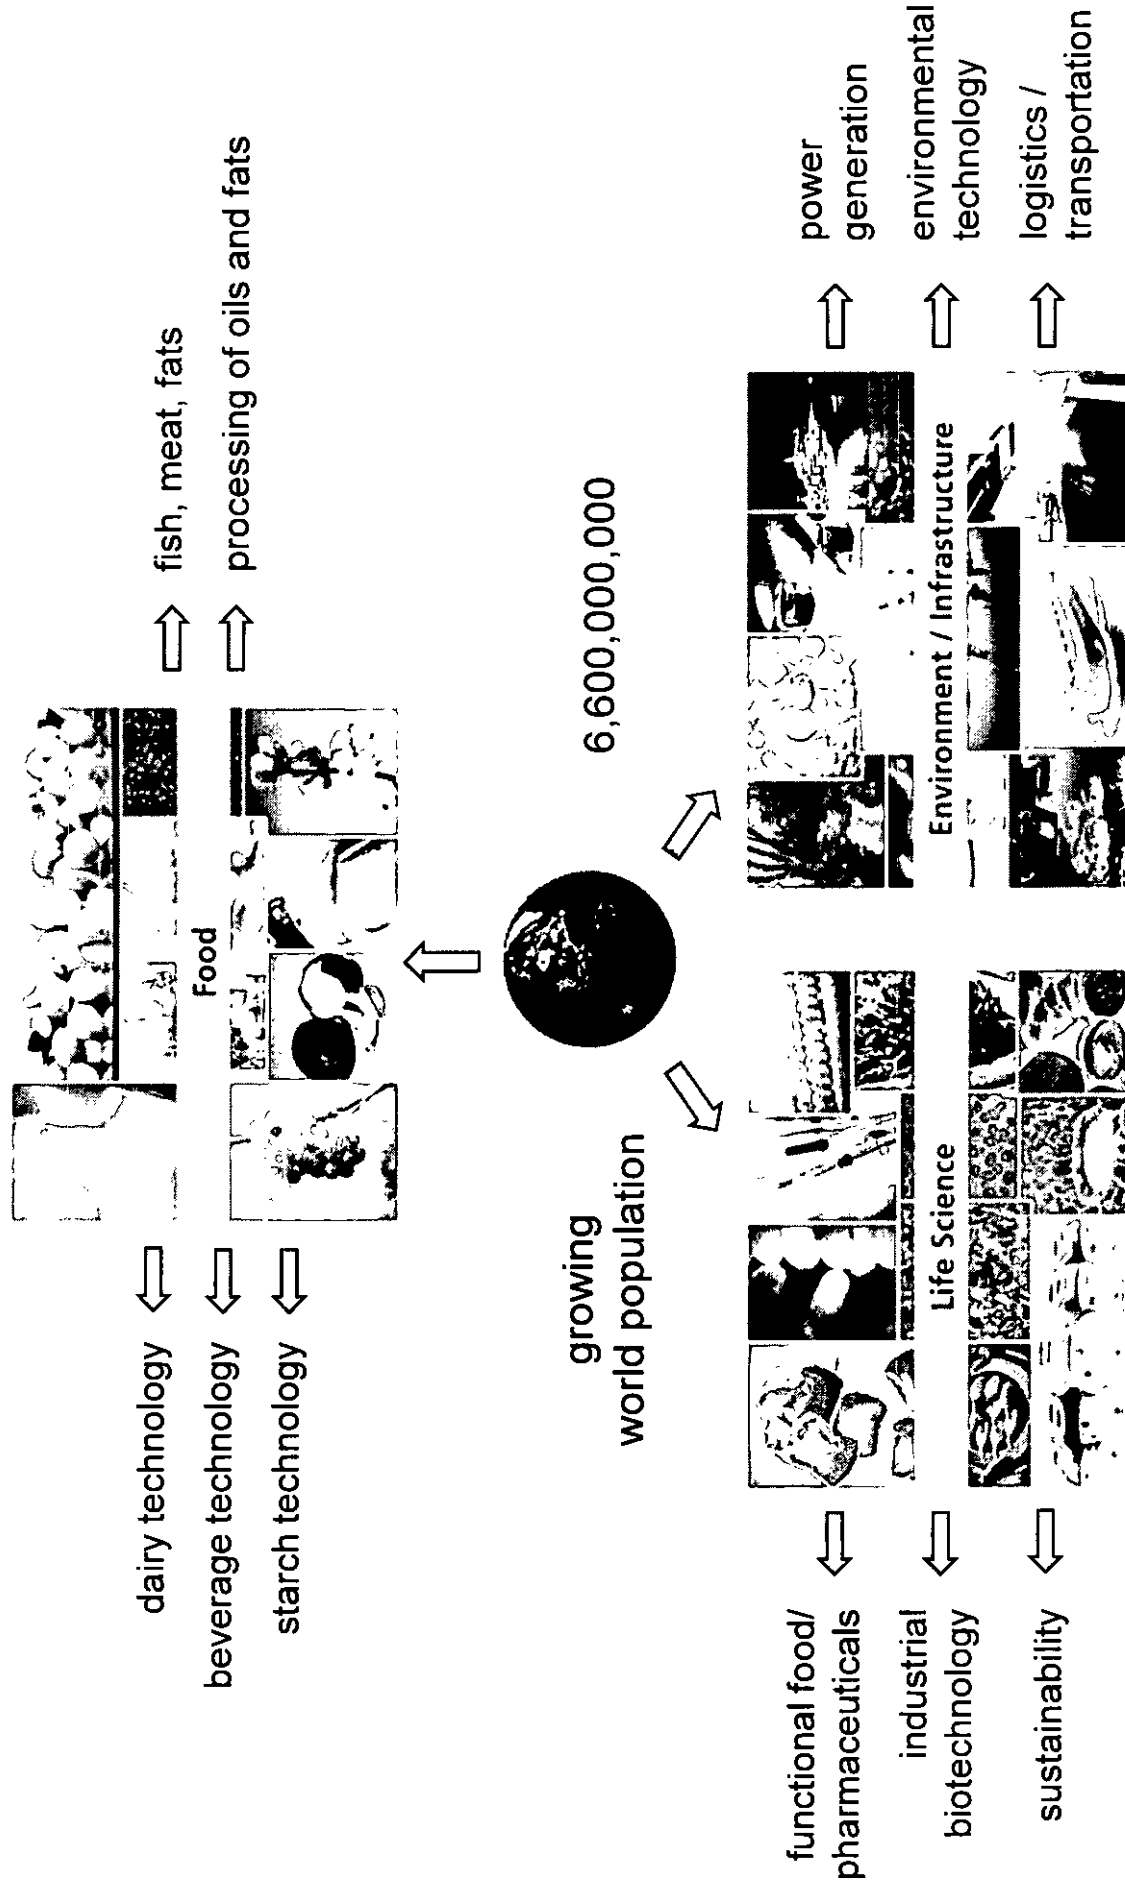 dairy technology
beverage technology
starch technology
Food
fish, meat, fats
processing of oils and fats
growing
world population
6,600,000,000
functional food/
pharmaceuticals
industrial
biotechnology
sustainability
Life Science
Environment / Infrastructure
power
generation
environmental
technology
logistics /
transportation